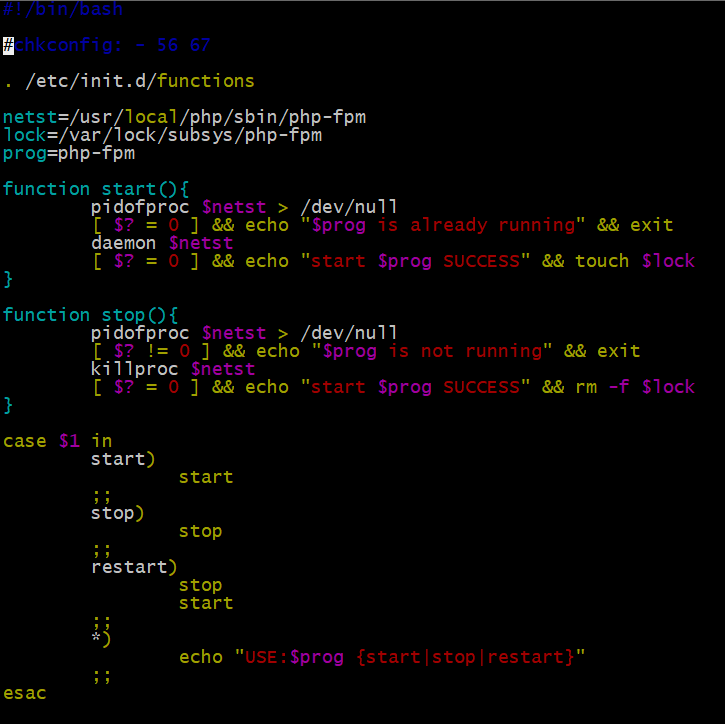 #!/bin/bash
#chkconfig: - 56 67
. /etc/init.d/functions
netst=/usr/local/php/sbin/php-fpm
lock=/var/lock/subsys/php-fpm
prog=php-fpm
function start(){
        pidofproc $netst > /dev/null
        [ $? = 0 ] && echo "$prog is already running" && exit
        daemon $netst
        [ $? = 0 ] && echo "start $prog SUCCESS" && touch $lock
}
function stop(){
        pidofproc $netst > /dev/null
        [ $? != 0 ] && echo "$prog is not running" && exit
        killproc $netst
        [ $? = 0 ] && echo "start $prog SUCCESS" && rm -f $lock
}
case $1 in
        start)
                start
        ;;
        stop)
                stop
        ;;
        restart)
                stop
                start
        ;;
        *)
                echo "USE:$prog {start|stop|restart}"
        ;;
esac